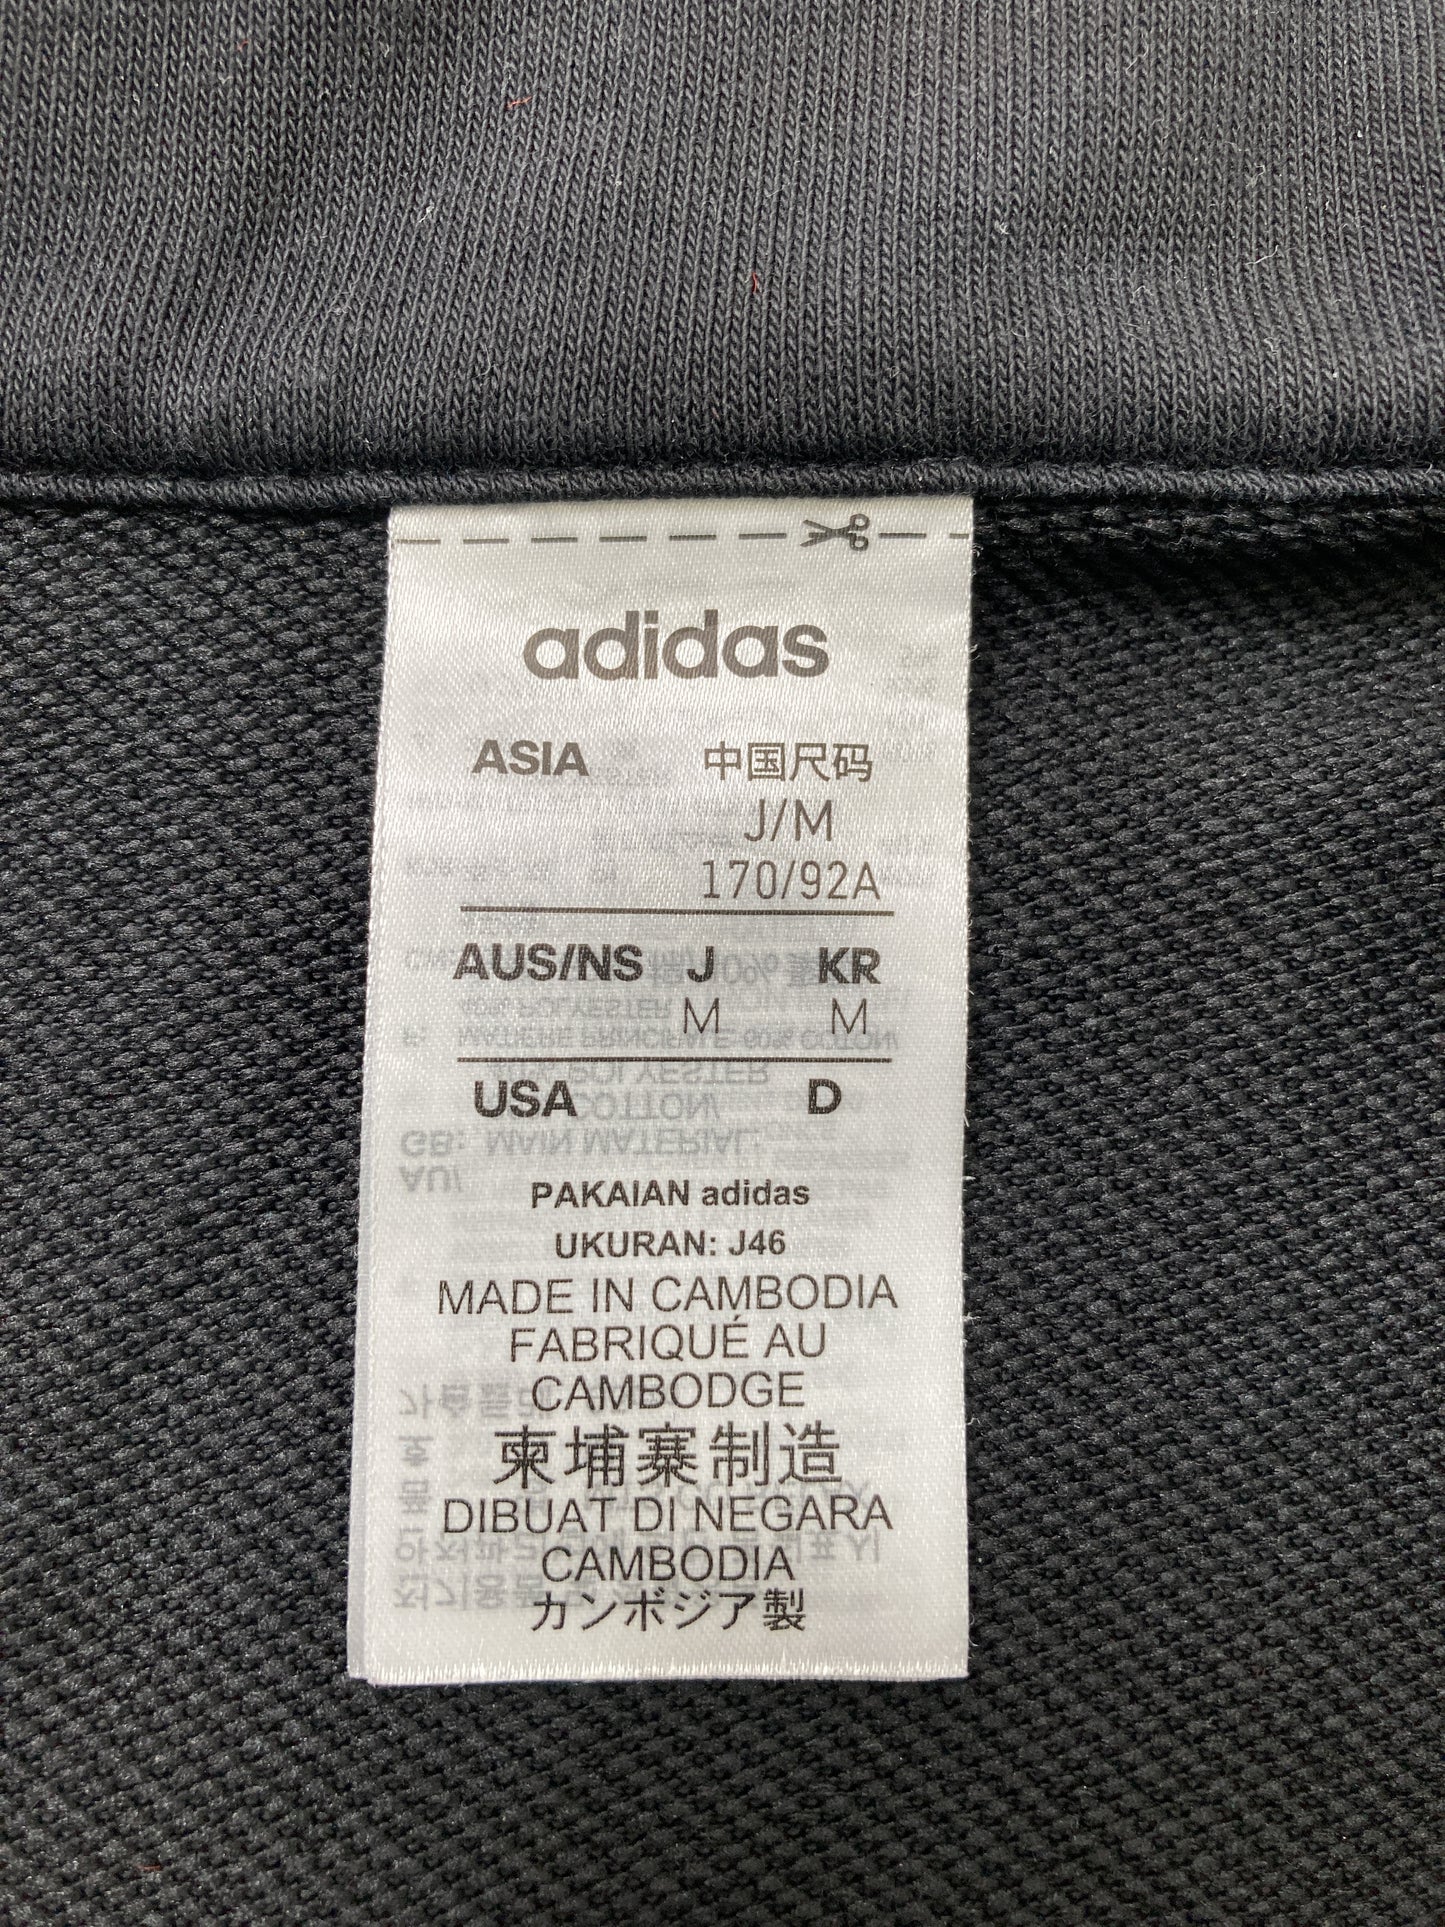 adidas
ASIA 中国尺码
J/M
170/92A
AUS/NS J KR
M M
USA D
PAKAIAN adidas
UKURAN: J46
MADE IN CAMBODIA
FABRIQUÉ AU
CAMBODGE
柬埔寨制造
DIBUAT DI NEGARA
CAMBODIA
カンボジア製